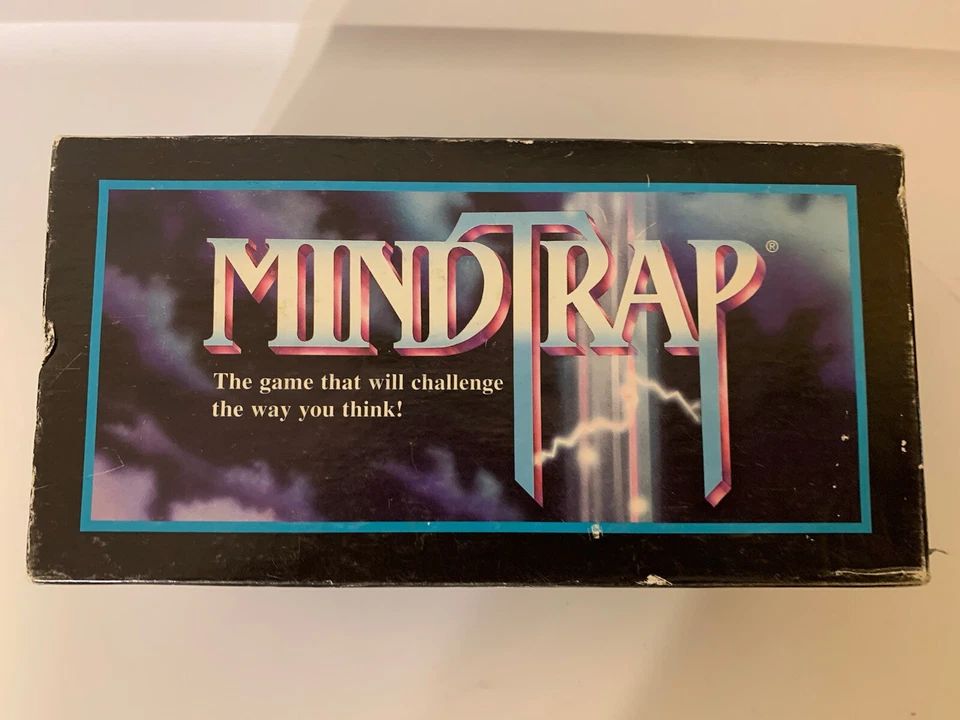 MINDTRAP®
The game that will challenge
the way you think!